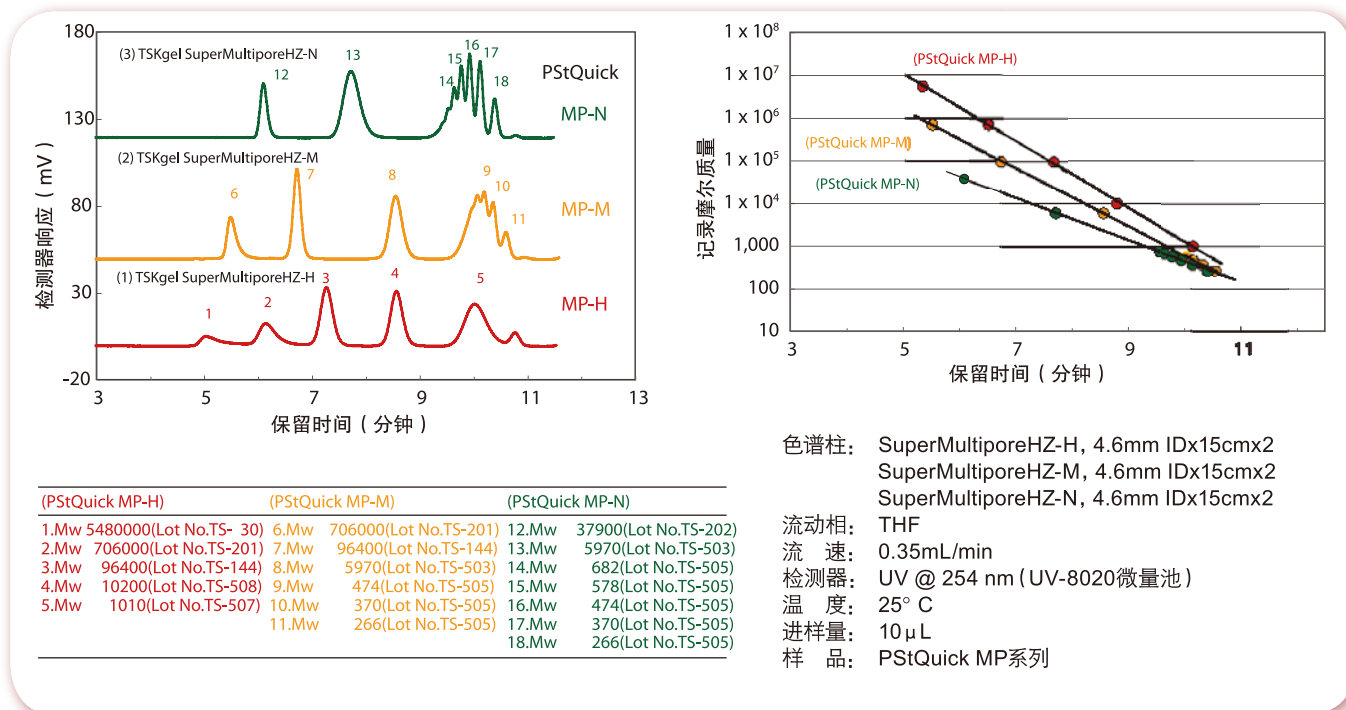 180
130
80
30
-20
检测器响应（mV）
(3) TSKgel SuperMultiporeHZ-N
12
13
14
15
16
17
18
PStQuick
MP-N
(2) TSKgel SuperMultiporeHZ-M
6
7
8
9
10
11
MP-M
(1) TSKgel SuperMultiporeHZ-H
1
2
3
4
5
MP-H
3 5 7 9 11 13
保留时间（分钟）
1 x 10⁸
1 x 10⁷
1 x 10⁶
1 x 10⁵
1 x 10⁴
1,000
100
10
记录摩尔质量
(PStQuick MP-H)
(PStQuick MP-M)
(PStQuick MP-N)
3 5 7 9 11
保留时间（分钟）
(PStQuick MP-H) (PStQuick MP-M) (PStQuick MP-N)
1.Mw 5480000(Lot No.TS- 30) 6.Mw 706000(Lot No.TS-201) 12.Mw 37900(Lot No.TS-202)
2.Mw 706000(Lot No.TS-201) 7.Mw 96400(Lot No.TS-144) 13.Mw 5970(Lot No.TS-503)
3.Mw 96400(Lot No.TS-144) 8.Mw 5970(Lot No.TS-503) 14.Mw 682(Lot No.TS-505)
4.Mw 10200(Lot No.TS-508) 9.Mw 474(Lot No.TS-505) 15.Mw 578(Lot No.TS-505)
5.Mw 1010(Lot No.TS-507) 10.Mw 370(Lot No.TS-505) 16.Mw 474(Lot No.TS-505)
11.Mw 266(Lot No.TS-505) 17.Mw 370(Lot No.TS-505)
18.Mw 266(Lot No.TS-505)
色谱柱： SuperMultiporeHZ-H, 4.6mm IDx15cmx2
SuperMultiporeHZ-M, 4.6mm IDx15cmx2
SuperMultiporeHZ-N, 4.6mm IDx15cmx2
流动相： THF
流 速： 0.35mL/min
检测器： UV @ 254 nm（UV-8020微量池）
温 度： 25° C
进样量： 10μL
样 品： PStQuick MP系列